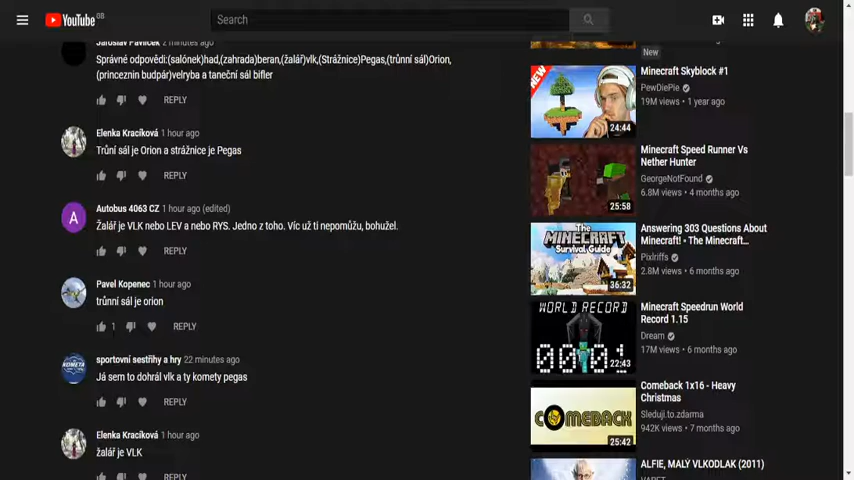 YouTube GB
Search
Jaroslav Pavlíček 2 minutes ago
Správné odpovědi:(salónek)had,(zahrada)beran,(žalář)vlk,(Strážnice)Pegas,(trůnní sál)Orion,
(princeznin budpár)velryba a taneční sál bifler
REPLY
Elenka Kracíková 1 hour ago
Trůní sál je Orion a strážnice je Pegas
REPLY
A
Autobus 4063 CZ 1 hour ago (edited)
Žalář je VLK nebo LEV a nebo RYS. Jedno z toho. Víc už ti nepomůžu, bohužel.
REPLY
Pavel Kopenec 1 hour ago
trůnní sál je orion
1 REPLY
KOMETA
sportovní sestřihy a hry 22 minutes ago
Já sem to dohrál vlk a ty komety pegas
REPLY
Elenka Kracíková 1 hour ago
žalář je VLK
REPLY
New
NEW
24:44
Minecraft Skyblock #1
PewDiePie
19M views • 1 year ago
25:58
Minecraft Speed Runner Vs
Nether Hunter
GeorgeNotFound
6.8M views • 4 months ago
The
MINECRAFT
Survival Guide
36:32
Answering 303 Questions About
Minecraft! - The Minecraft...
Pixlriffs
2.8M views • 6 months ago
WORLD RECORD
22:43
Minecraft Speedrun World
Record 1.15
Dream
17M views • 6 months ago
COMEBACK
25:42
Comeback 1x16 - Heavy
Christmas
Sleduji.to.zdarma
942K views • 7 months ago
ALFIE, MALÝ VLKODLAK (2011)